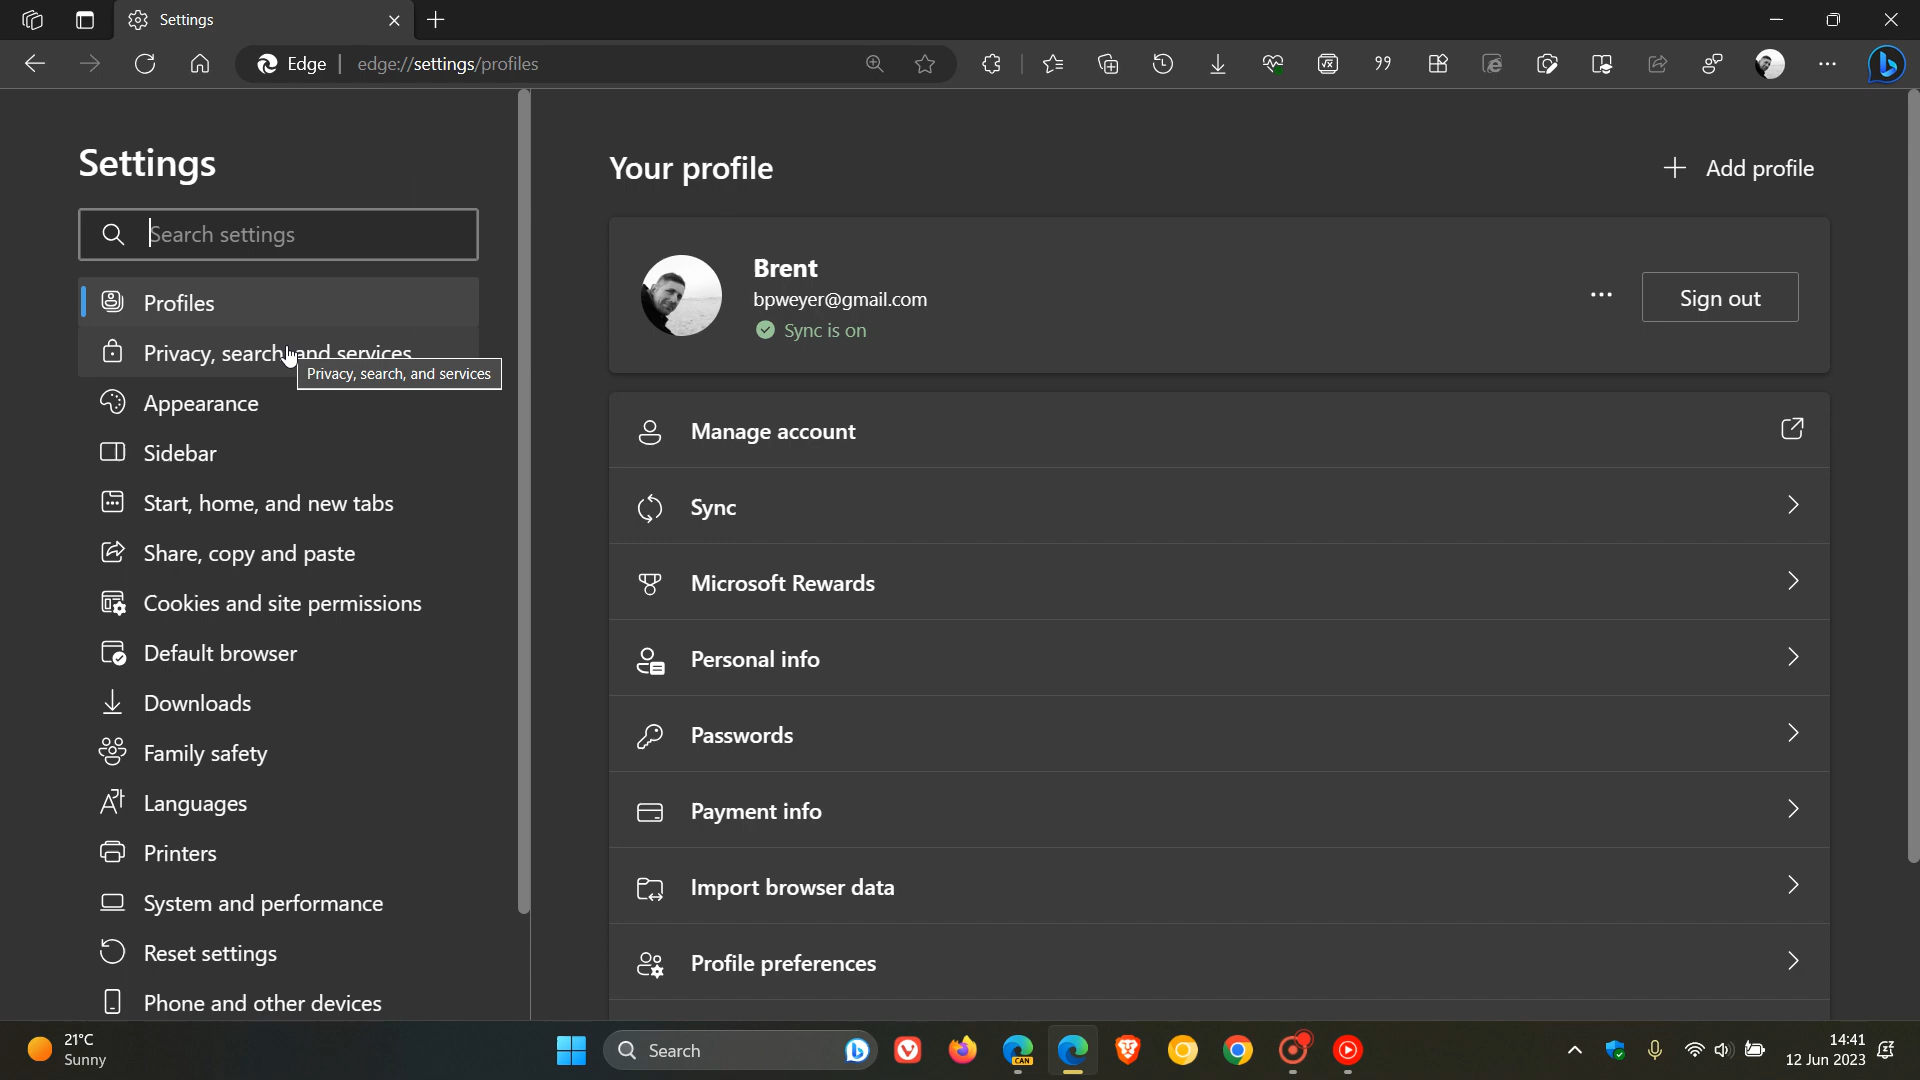 Settings
Edge
edge://settings/profiles
Settings
Search settings
Profiles
Privacy, search, and services
Privacy, search, and services
Appearance
Sidebar
Start, home, and new tabs
Share, copy and paste
Cookies and site permissions
Default browser
Downloads
Family safety
Languages
Printers
System and performance
Reset settings
Phone and other devices
Your profile
Add profile
Brent
bpweyer@gmail.com
Sync is on
Sign out
Manage account
Sync
Microsoft Rewards
Personal info
Passwords
Payment info
Import browser data
Profile preferences
21°C
Sunny
Search
CAN
14:41
12 Jun 2023